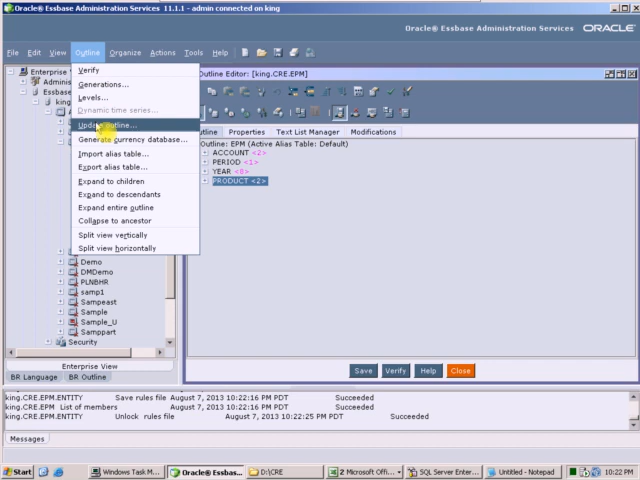 Oracle® Essbase Administration Services 11.1.1 - admin connected on king
Oracle® Essbase Administration Services ORACLE
File Edit View Outline Organize Actions Tools Help
Enterprise
Adminis
Essbase
king
Verify
Generations...
Levels...
Dynamic time series...
Update outline...
Generate currency database...
Import alias table...
Export alias table...
Expand to children
Expand to descendants
Expand entire outline
Collapse to ancestor
Split view vertically
Split view horizontally
Demo
DMDemo
PLNBHR
samp1
Sampeast
Sample
Sample_U
Samppart
Security
Enterprise View
BR Language BR Outline
Outline Editor: [king.CRE.EPM]
Properties Text List Manager Modifications
Outline: EPM (Active Alias Table: Default)
ACCOUNT <2>
PERIOD <1>
YEAR <8>
PRODUCT <2>
Save Verify Help Close
king.CRE.EPM.ENTITY Save rules file August 7, 2013 10:22:16 PM PDT Succeeded
king.CRE.EPM List of members August 7, 2013 10:22:16 PM PDT Succeeded
king.CRE.EPM.ENTITY Unlock rules file August 7, 2013 10:22:25 PM PDT Succeeded
Messages
Start Windows Task M... Oracle® Essbas... D:\CRE 2 Microsoft Offi... SQL Server Enter... Untitled - Notepad 10:22 PM